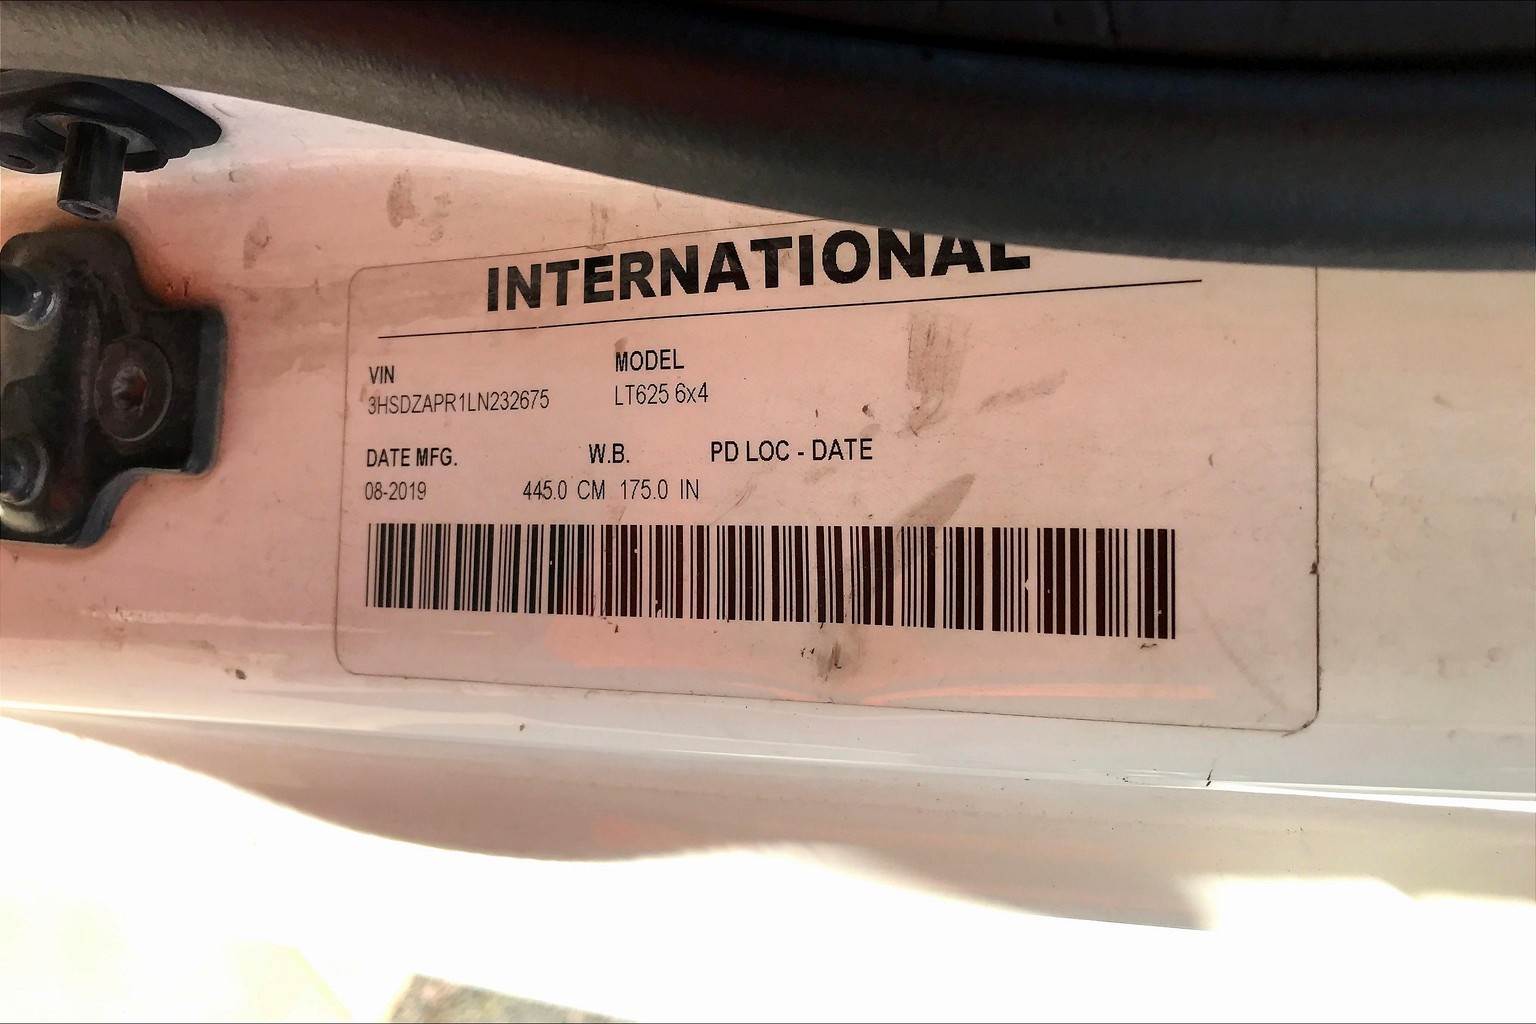 INTERNATIONAL
VIN MODEL
3HSDZAPR1LN232675 LT625 6x4
DATE MFG. W.B. PD LOC - DATE
08-2019 445.0 CM 175.0 IN